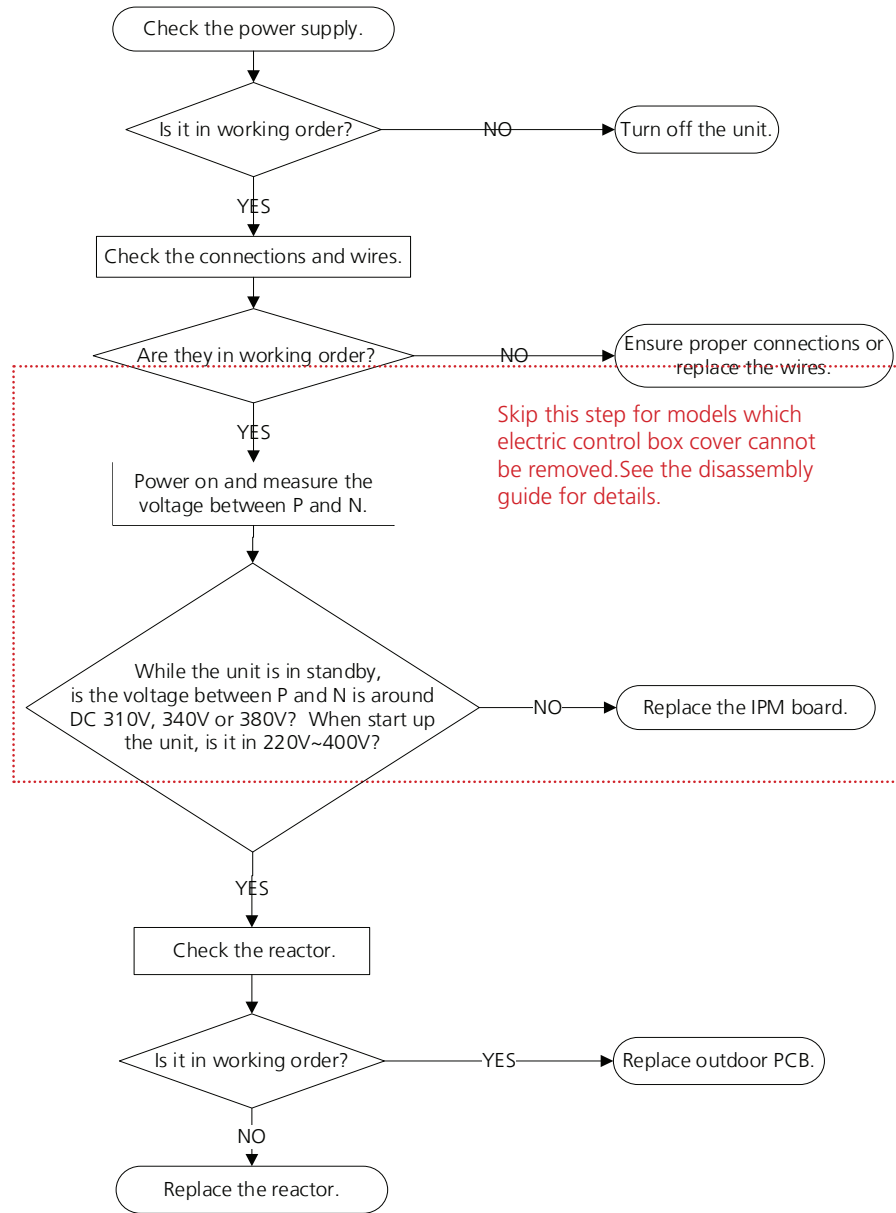 Check the power supply.
Is it in working order?
NO
Turn off the unit.
YES
Check the connections and wires.
Are they in working order?
NO
Ensure proper connections or
replace the wires.
YES
Skip this step for models which
electric control box cover cannot
be removed.See the disassembly
guide for details.
Power on and measure the
voltage between P and N.
While the unit is in standby,
is the voltage between P and N is around
DC 310V, 340V or 380V? When start up
the unit, is it in 220V~400V?
NO
Replace the IPM board.
YES
Check the reactor.
Is it in working order?
YES
Replace outdoor PCB.
NO
Replace the reactor.